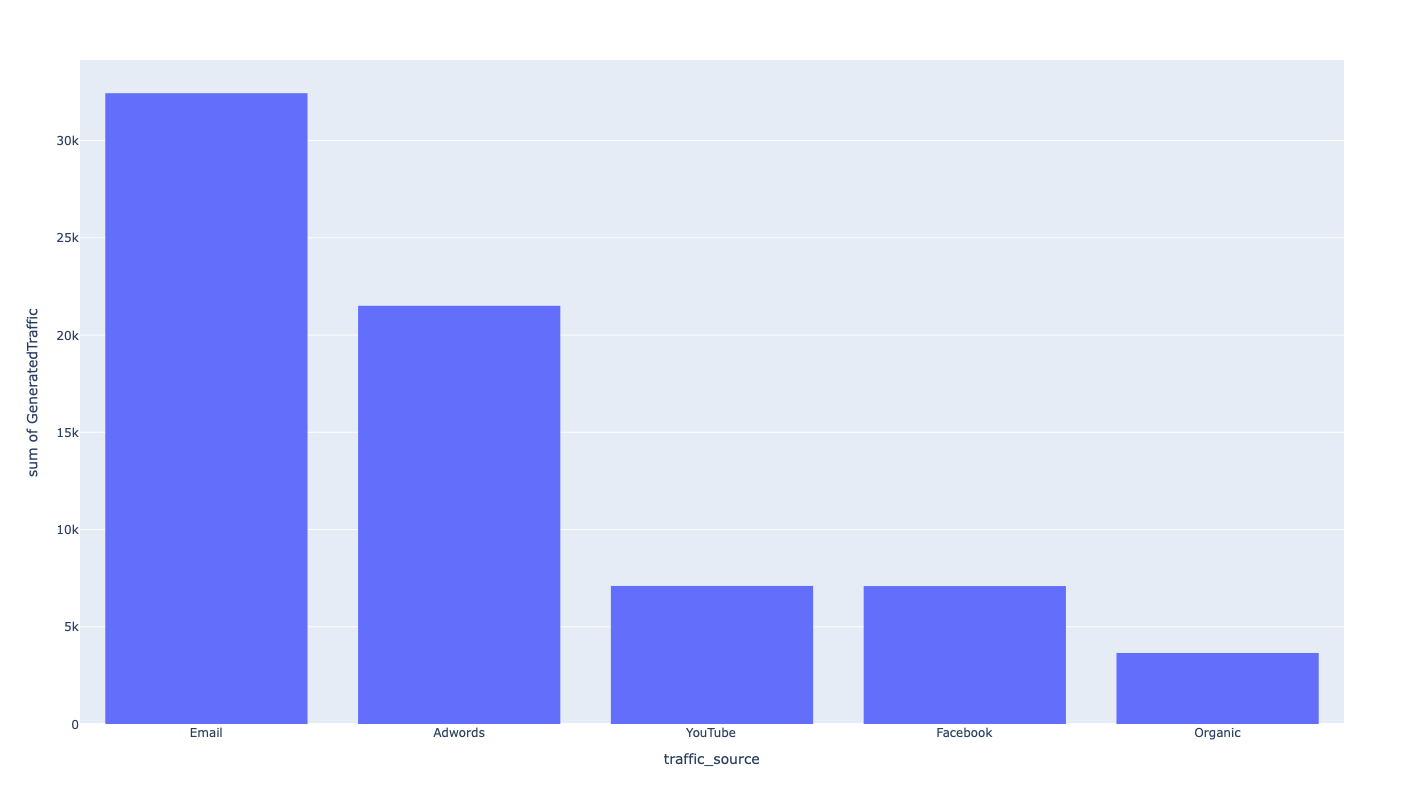 30k
25k
20k
15k
10k
5k
0
sum of GeneratedTraffic
Email Adwords YouTube Facebook Organic
traffic_source